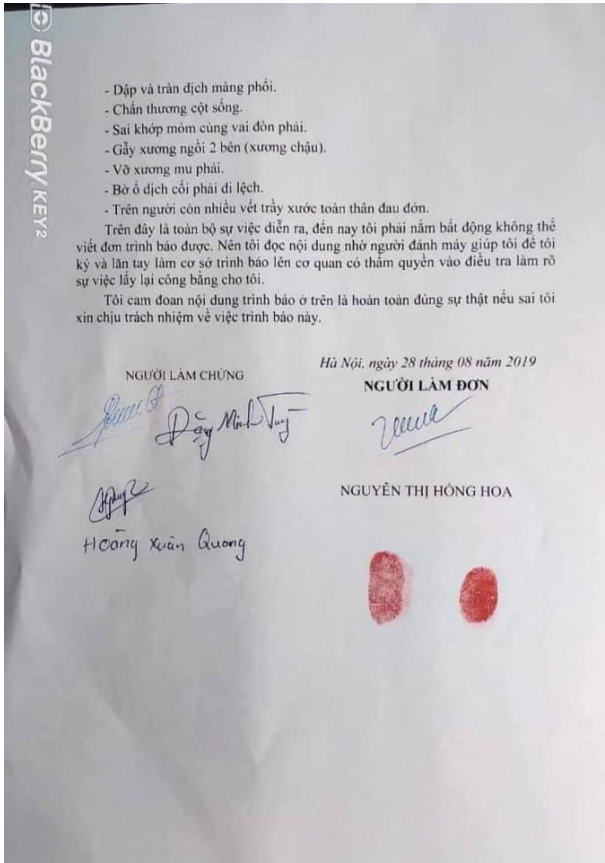 BlackBerry KEY²
- Dập và tràn dịch màng phổi.
- Chấn thương cột sống.
- Sai khớp mỏm cùng vai đòn phải.
- Gẫy xương ngồi 2 bên (xương chậu).
- Vỡ xương mu phải.
- Bờ ổ dịch cối phải di lệch.
- Trên người còn nhiều vết trầy xước toàn thân đau đớn.
Trên đây là toàn bộ sự việc diễn ra, đến nay tôi phải nằm bất động không thể
viết đơn trình báo được. Nên tôi đọc nội dung nhờ người đánh máy giúp tôi để tôi
ký và lăn tay làm cơ sở trình báo lên cơ quan có thẩm quyền vào điều tra làm rõ
sự việc lấy lại công bằng cho tôi.
Tôi cam đoan nội dung trình báo ở trên là hoàn toàn đúng sự thật nếu sai tôi
xin chịu trách nhiệm về việc trình báo này.
Hà Nội, ngày 28 tháng 08 năm 2019
NGƯỜI LÀM CHỨNG
NGƯỜI LÀM ĐƠN
Đặng Minh
NGUYỄN THỊ HỒNG HOA
Hoàng Xuân Quang